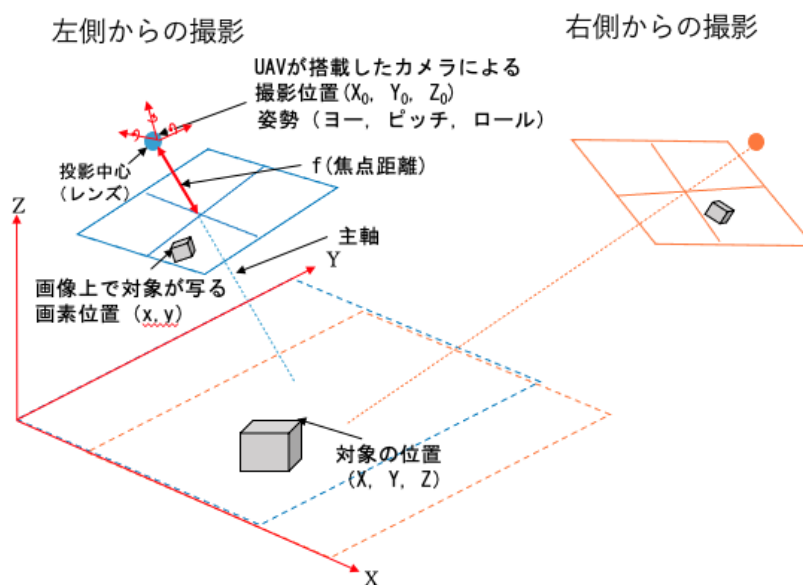 左側からの撮影
右側からの撮影
UAVが搭載したカメラによる
撮影位置(X₀, Y₀, Z₀)
姿勢（ヨー, ピッチ, ロール）
投影中心
(レンズ)
f(焦点距離)
Z
主軸
Y
画像上で対象が写る
画素位置（x,y）
対象の位置
(X, Y, Z)
X